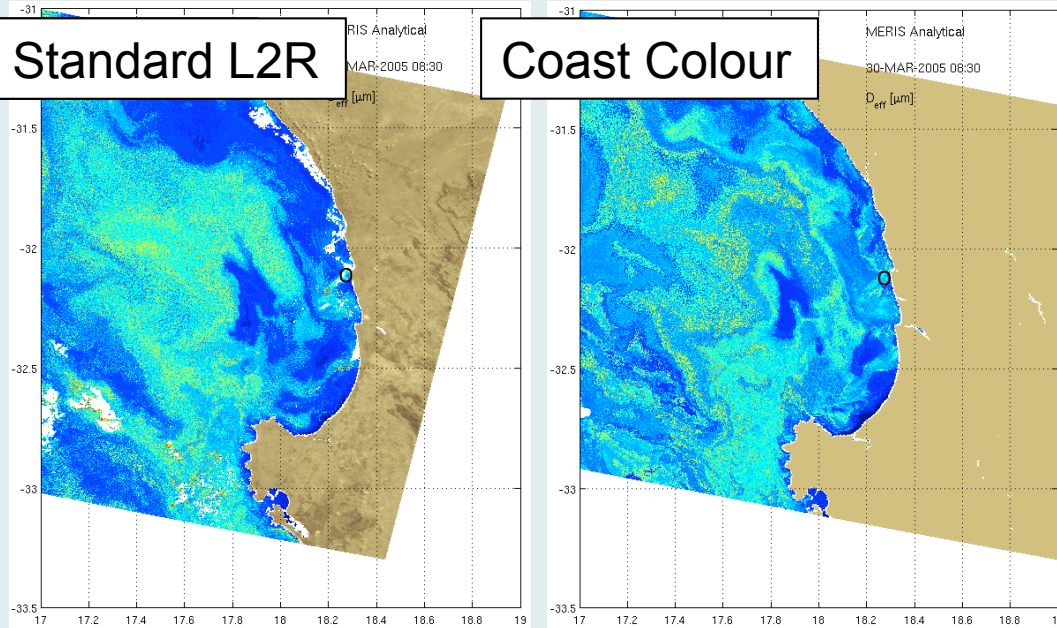 Standard L2R
RIS Analytical
MAR-2005 08:30
[µm]
-31
-31.5
-32
-32.5
-33
-33.5
17 17.2 17.4 17.6 17.8 18 18.2 18.4 18.6 18.8 19
O
Coast Colour
MERIS Analytical
30-MAR-2005 08:30
D_eff [µm]
-31
-31.5
-32
-32.5
-33
-33.5
17 17.2 17.4 17.6 17.8 18 18.2 18.4 18.6 18.8
O